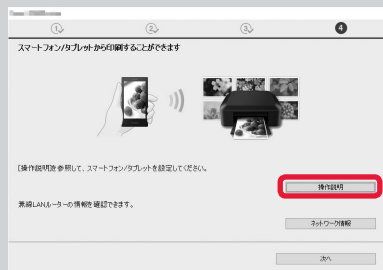 1 2 3 4
スマートフォン/タブレットから印刷することができます
[操作説明]を参照して、スマートフォン/タブレットを設定してください。
操作説明
無線LANルーターの情報を確認できます。
ネットワーク情報
次へ